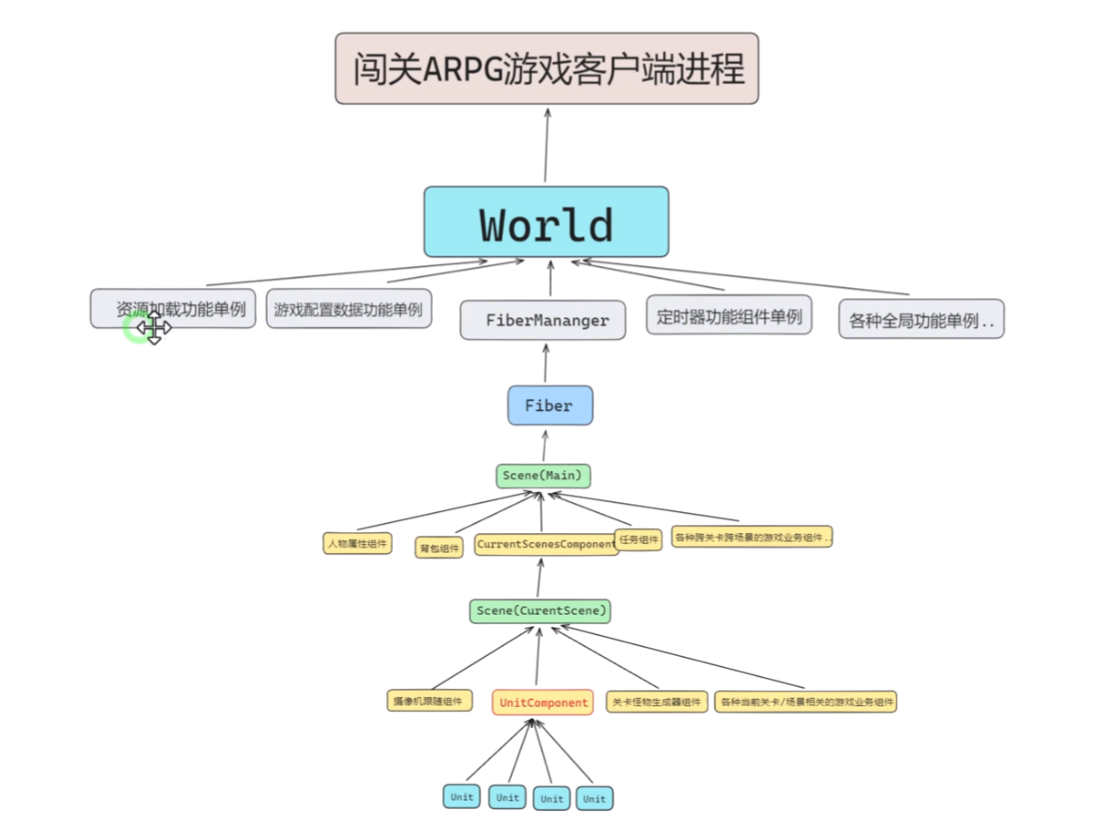 闯关ARPG游戏客户端进程
World
资源加载功能单例
游戏配置数据功能单例
FiberMananger
定时器功能组件单例
各种全局功能单例..
Fiber
Scene(Main)
人物属性组件
背包组件
CurrentScenesComponent
任务组件
各种跨关卡跨场景的游戏业务组件..
Scene(CurentScene)
摄像机跟随组件
UnitComponent
关卡怪物生成器组件
各种当前关卡/场景相关的游戏业务组件
Unit
Unit
Unit
Unit